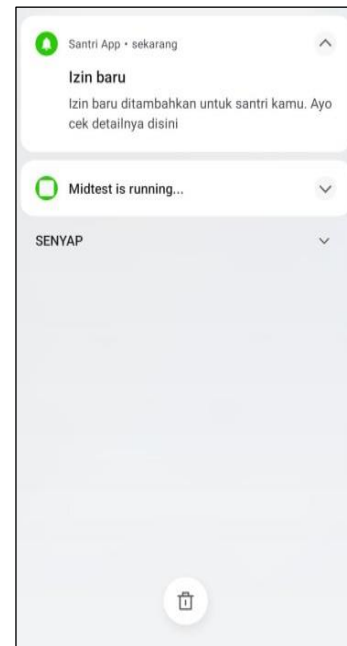 Santri App • sekarang
Izin baru
Izin baru ditambahkan untuk santri kamu. Ayo
cek detailnya disini
Midtest is running...
SENYAP